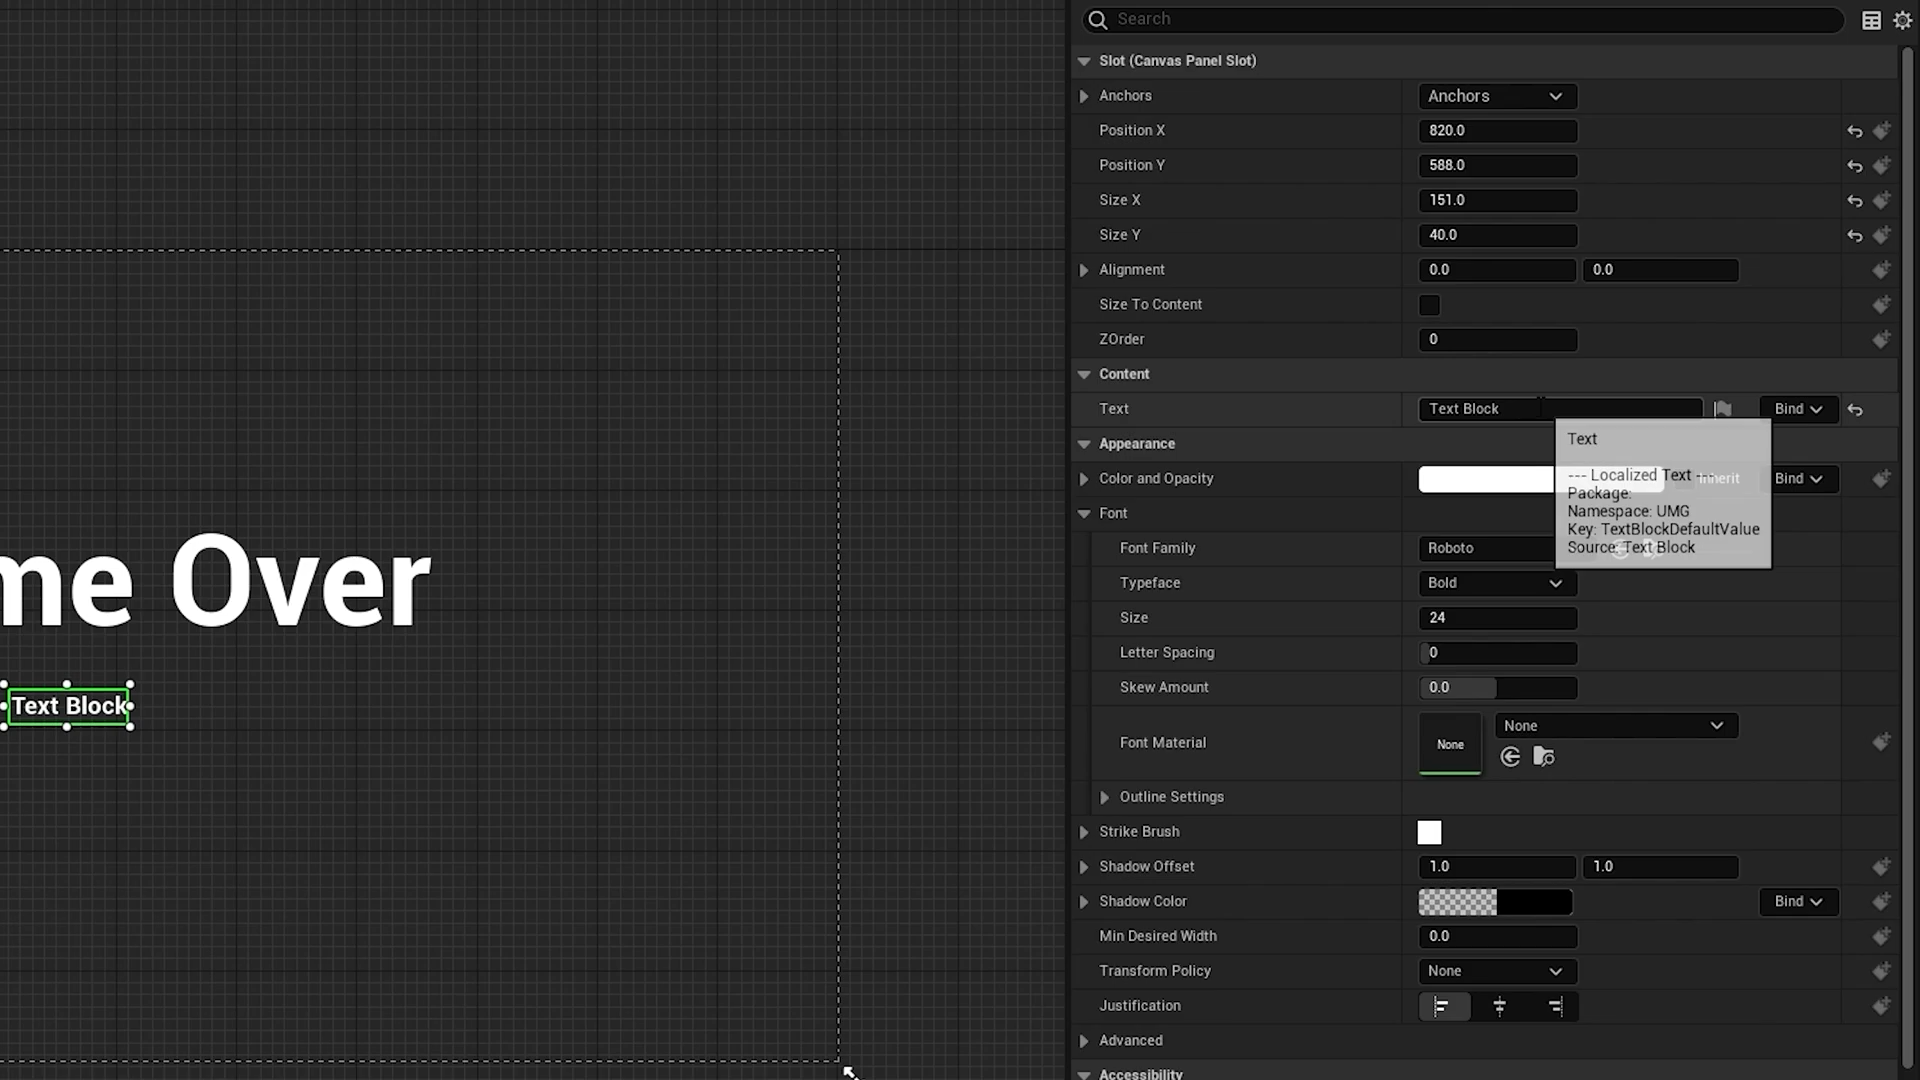 Search
Slot (Canvas Panel Slot)
Anchors Anchors
Position X 820.0
Position Y 588.0
Size X 151.0
Size Y 40.0
Alignment 0.0 0.0
Size To Content
ZOrder 0
Content
Text Text Block Bind
Appearance
Text
Color and Opacity Inherit Bind
--- Localized Text ---
Package:
Namespace: UMG
Key: TextBlockDefaultValue
Source: Text Block
Font
Font Family Roboto
Typeface Bold
Size 24
Letter Spacing 0
Skew Amount 0.0
Font Material None None
Outline Settings
Strike Brush
Shadow Offset 1.0 1.0
Shadow Color Bind
Min Desired Width 0.0
Transform Policy None
Justification
Advanced
Accessibility
me Over
Text Block